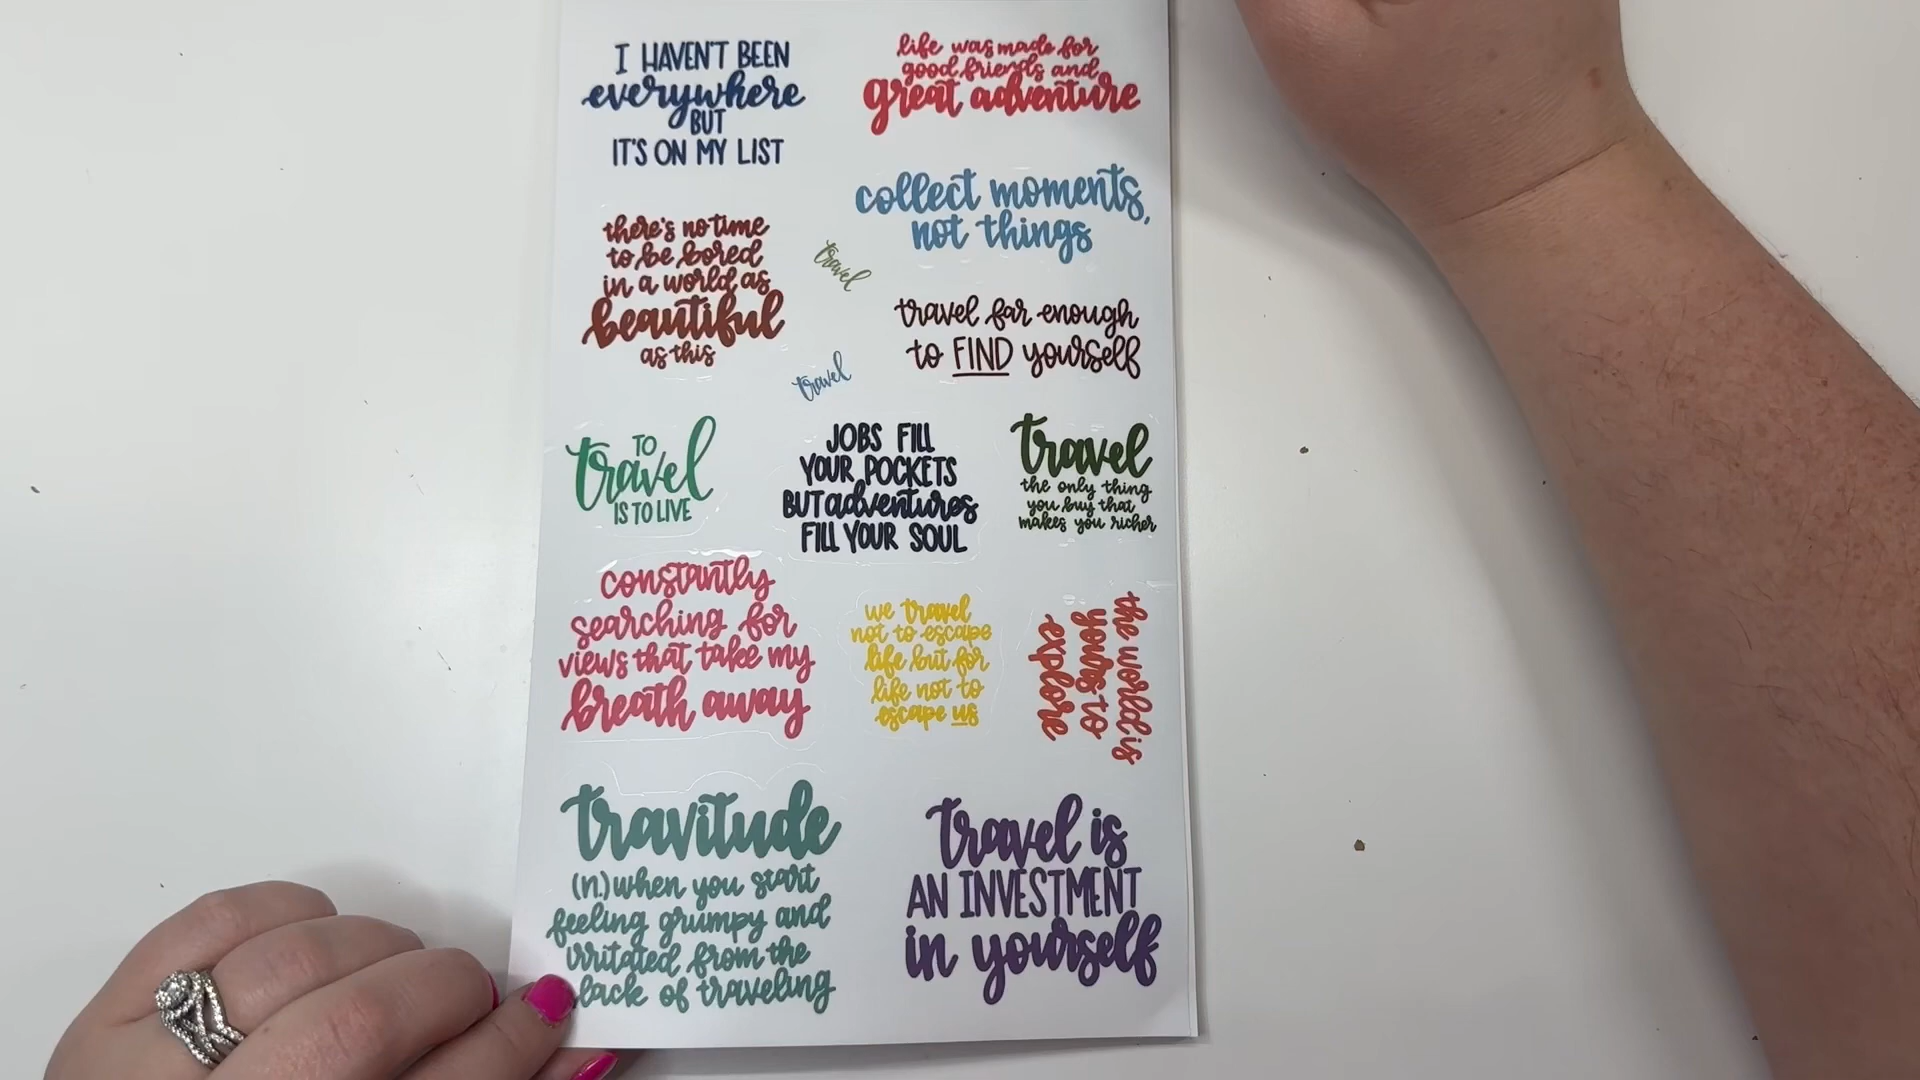 I HAVEN'T BEEN
everywhere
BUT
IT'S ON MY LIST
life was made for
good friends and
great adventure
collect moments,
not things
there's no time
to be bored
in a world as
beautiful
as this
travel
travel far enough
to FIND yourself
travel
TO
travel
IS TO LIVE
JOBS FILL
YOUR POCKETS
BUT adventures
FILL YOUR SOUL
travel
the only thing
you buy that
makes you richer
constantly
searching for
views that take my
breath away
we travel
not to escape
life but for
life not to
escape us
the world is
yours to
explore
travitude
(n.) when you start
feeling grumpy and
irritated from the
lack of traveling
travel is
AN INVESTMENT
in yourself